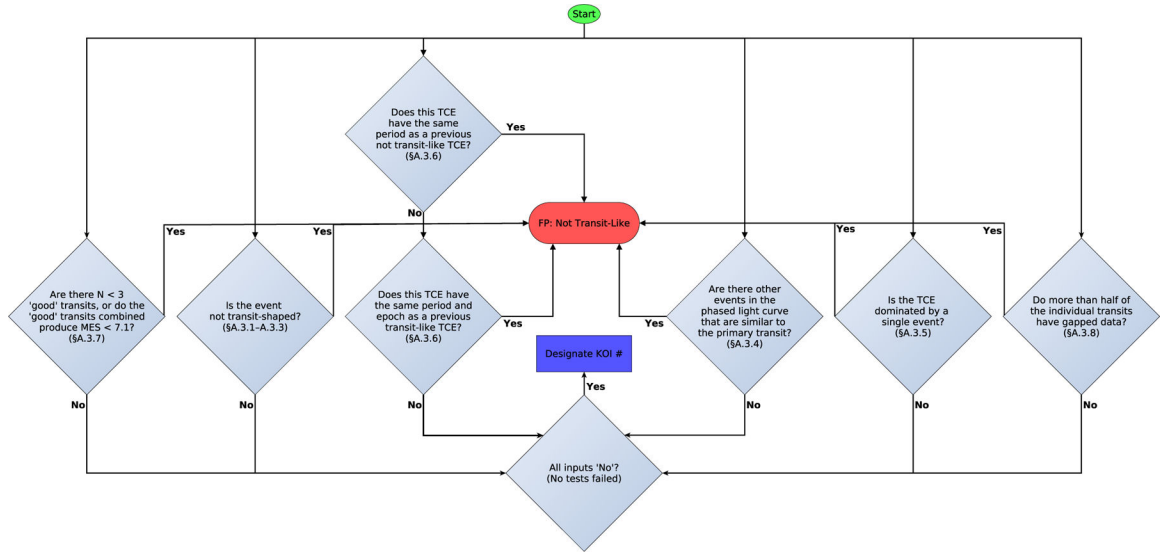 Start
Does this TCE
have the same
period as a previous
not transit-like TCE?
(§A.3.6)
Yes
No
FP: Not Transit-Like
Are there N < 3
'good' transits, or do the
'good' transits combined
produce MES < 7.1?
(§A.3.7)
Yes
No
Is the event
not transit-shaped?
(§A.3.1–A.3.3)
Yes
No
Does this TCE have
the same period and
epoch as a previous
transit-like TCE?
(§A.3.6)
Yes
No
Are there other
events in the
phased light curve
that are similar to
the primary transit?
(§A.3.4)
Yes
No
Is the TCE
dominated by a
single event?
(§A.3.5)
Yes
No
Do more than half of
the individual transits
have gapped data?
(§A.3.8)
Yes
No
Designate KOI #
Yes
All inputs 'No'?
(No tests failed)